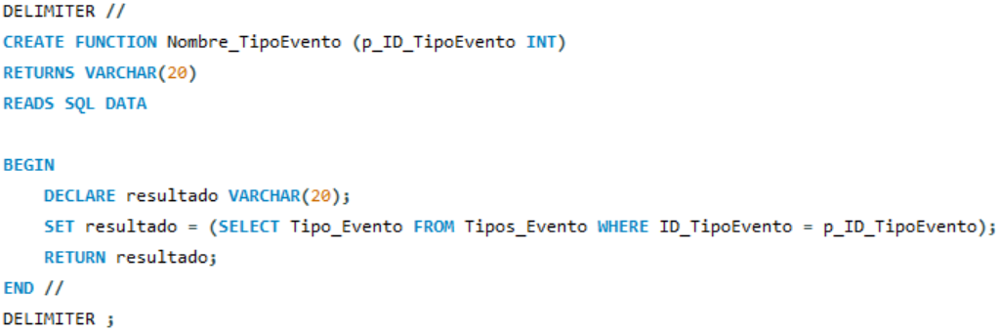 DELIMITER //
CREATE FUNCTION Nombre_TipoEvento (p_ID_TipoEvento INT)
RETURNS VARCHAR(20)
READS SQL DATA
BEGIN
DECLARE resultado VARCHAR(20);
SET resultado = (SELECT Tipo_Evento FROM Tipos_Evento WHERE ID_TipoEvento = p_ID_TipoEvento);
RETURN resultado;
END //
DELIMITER ;